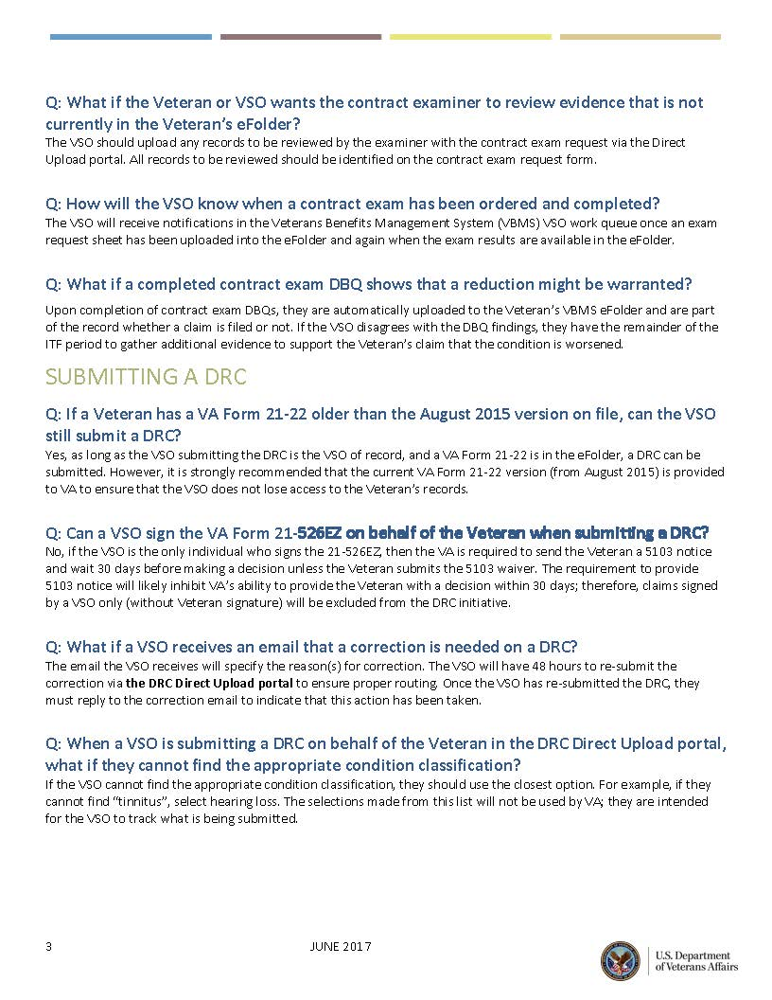 Q: What if the Veteran or VSO wants the contract examiner to review evidence that is not
currently in the Veteran’s eFolder?
The VSO should upload any records to be reviewed by the examiner with the contract exam request via the Direct
Upload portal. All records to be reviewed should be identified on the contract exam request form.
Q: How will the VSO know when a contract exam has been ordered and completed?
The VSO will receive notifications in the Veterans Benefits Management System (VBMS) VSO work queue once an exam
request sheet has been uploaded into the eFolder and again when the exam results are available in the eFolder.
Q: What if a completed contract exam DBQ shows that a reduction might be warranted?
Upon completion of contract exam DBQs, they are automatically uploaded to the Veteran’s VBMS eFolder and are part
of the record whether a claim is filed or not. If the VSO disagrees with the DBQ findings, they have the remainder of the
ITF period to gather additional evidence to support the Veteran’s claim that the condition is worsened.
SUBMITTING A DRC
Q: If a Veteran has a VA Form 21-22 older than the August 2015 version on file, can the VSO
still submit a DRC?
Yes, as long as the VSO submitting the DRC is the VSO of record, and a VA Form 21-22 is in the eFolder, a DRC can be
submitted. However, it is strongly recommended that the current VA Form 21-22 version (from August 2015) is provided
to VA to ensure that the VSO does not lose access to the Veteran’s records.
Q: Can a VSO sign the VA Form 21-526EZ on behalf of the Veteran when submitting a DRC?
No, if the VSO is the only individual who signs the 21-526EZ, then the VA is required to send the Veteran a 5103 notice
and wait 30 days before making a decision unless the Veteran submits the 5103 waiver. The requirement to provide
5103 notice will likely inhibit VA’s ability to provide the Veteran with a decision within 30 days; therefore, claims signed
by a VSO only (without Veteran signature) will be excluded from the DRC initiative.
Q: What if a VSO receives an email that a correction is needed on a DRC?
The email the VSO receives will specify the reason(s) for correction. The VSO will have 48 hours to re-submit the
correction via the DRC Direct Upload portal to ensure proper routing. Once the VSO has re-submitted the DRC, they
must reply to the correction email to indicate that this action has been taken.
Q: When a VSO is submitting a DRC on behalf of the Veteran in the DRC Direct Upload portal,
what if they cannot find the appropriate condition classification?
If the VSO cannot find the appropriate condition classification, they should use the closest option. For example, if they
cannot find “tinnitus”, select hearing loss. The selections made from this list will not be used by VA; they are intended
for the VSO to track what is being submitted.
3 JUNE 2017
U.S. Department
of Veterans Affairs